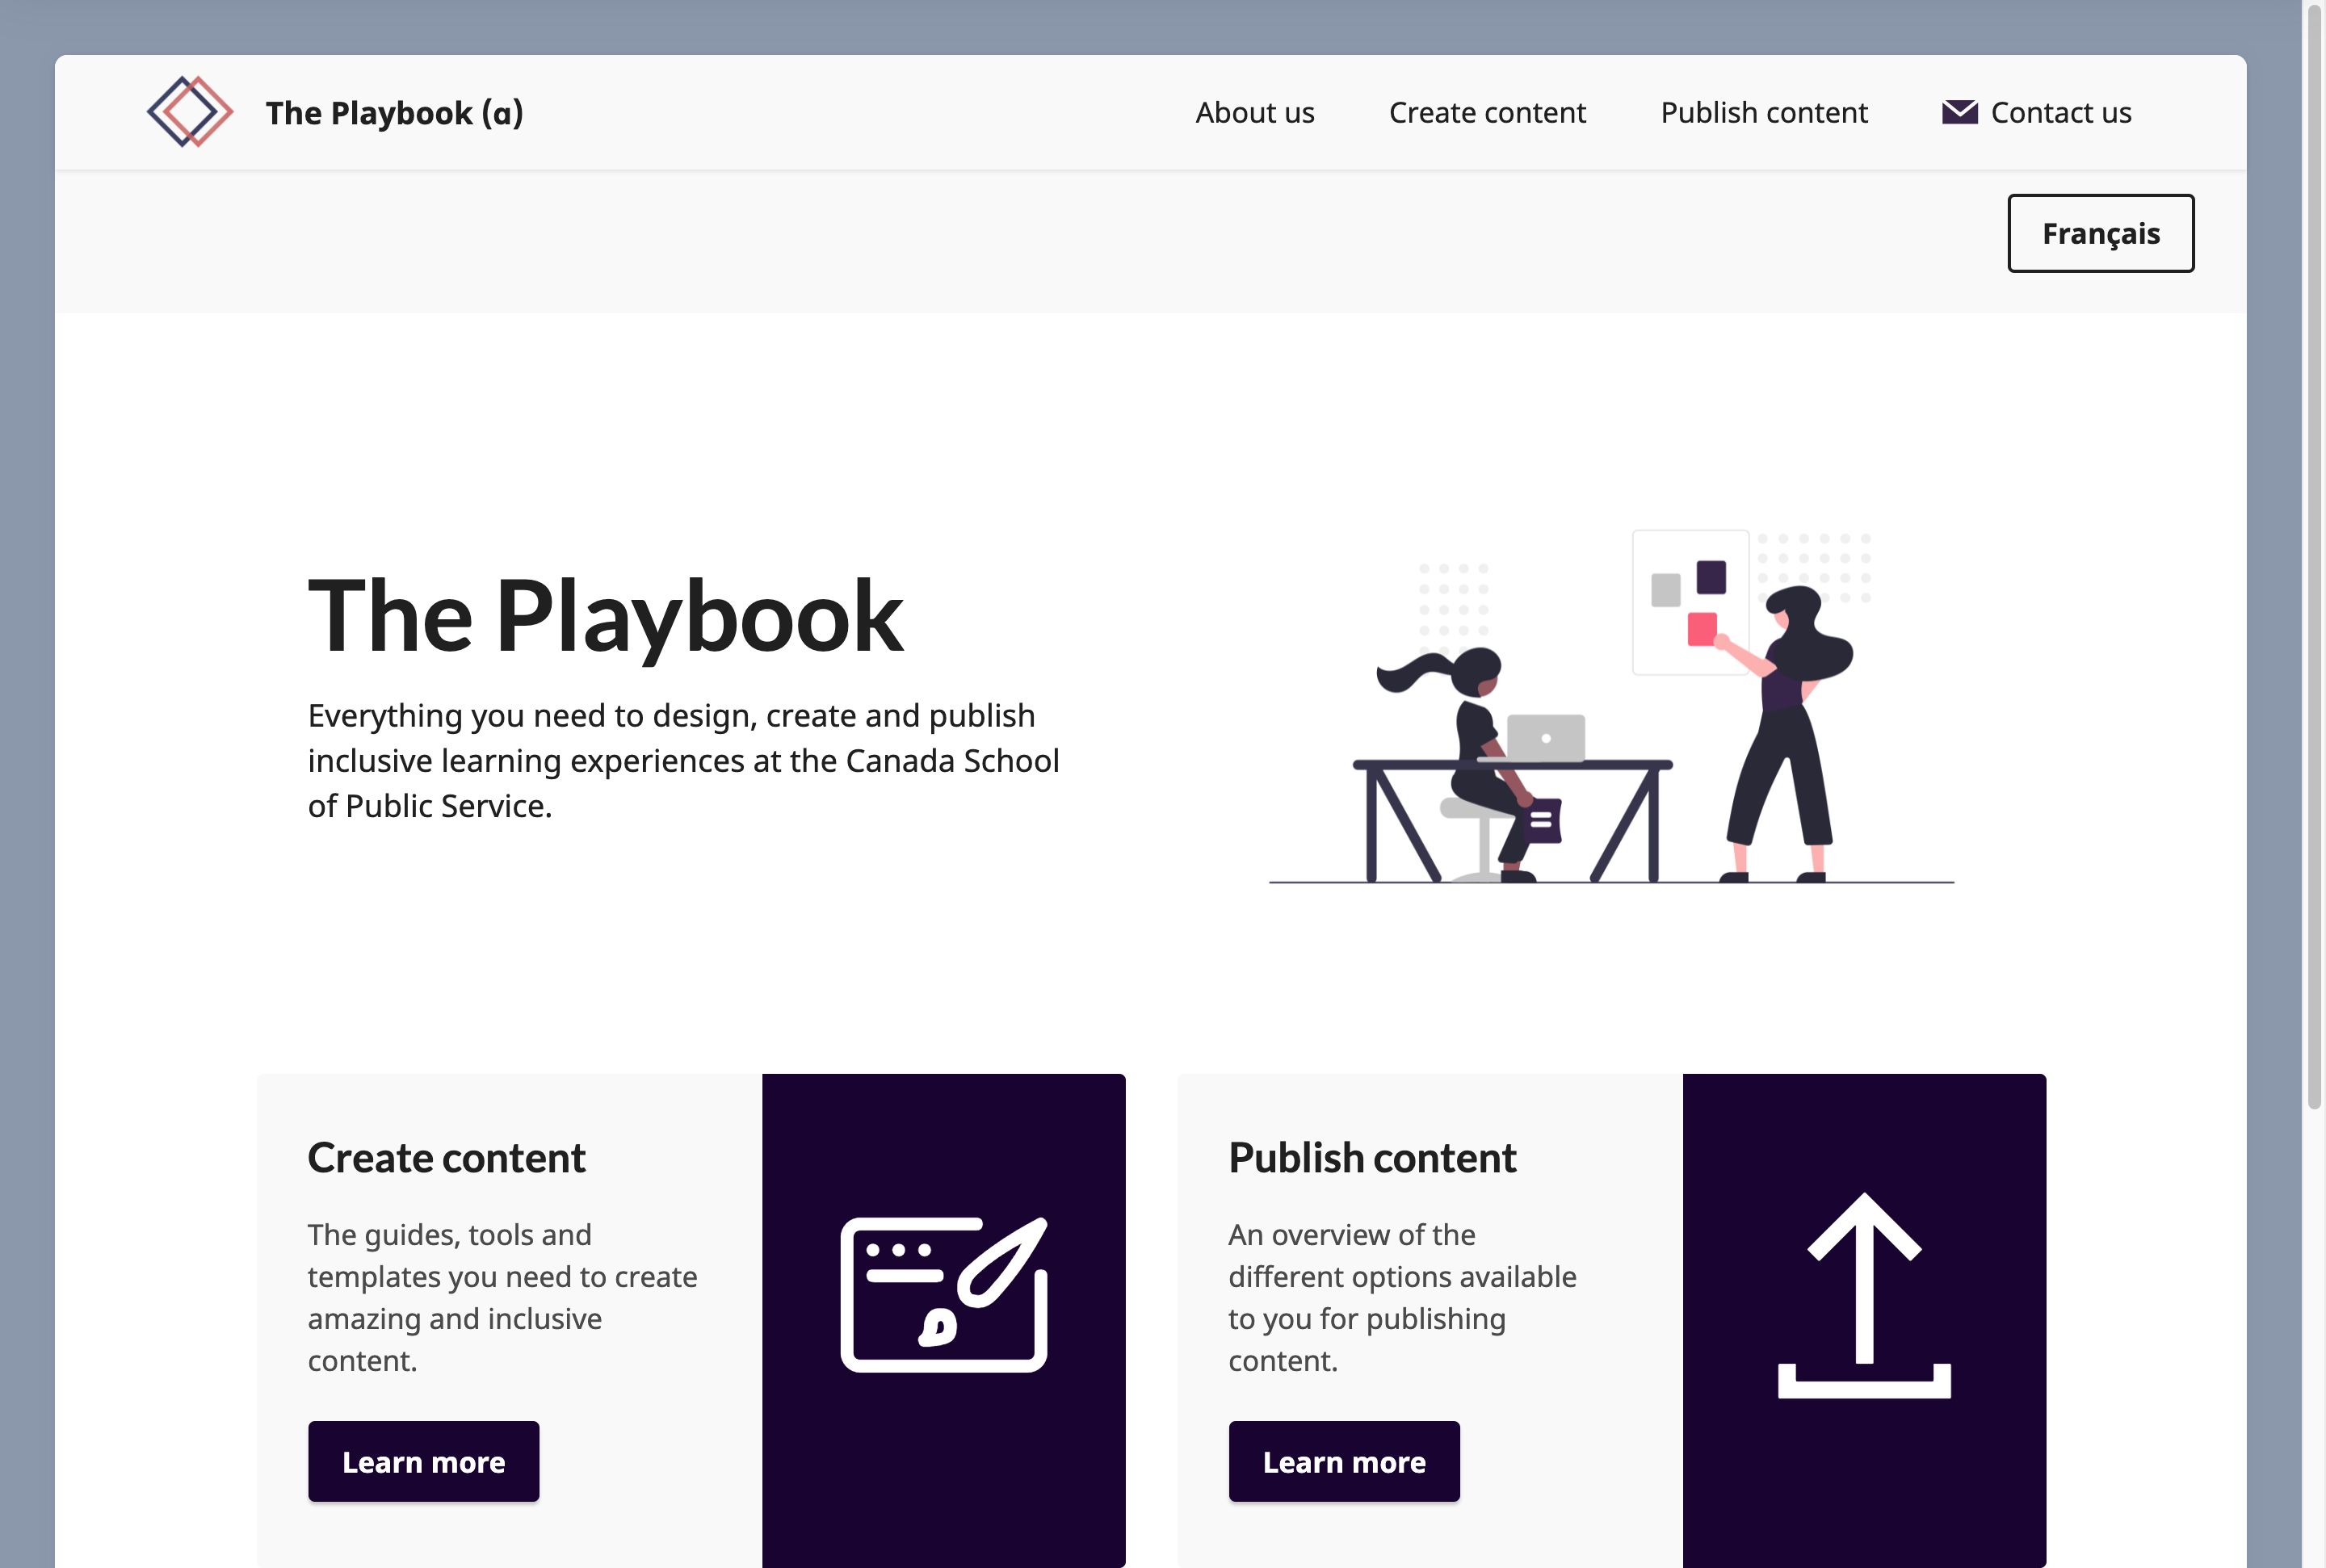 The Playbook (α)
About us
Create content
Publish content
Contact us
Français
The Playbook
Everything you need to design, create and publish
inclusive learning experiences at the Canada School
of Public Service.
Create content
The guides, tools and
templates you need to create
amazing and inclusive
content.
Learn more
Publish content
An overview of the
different options available
to you for publishing
content.
Learn more